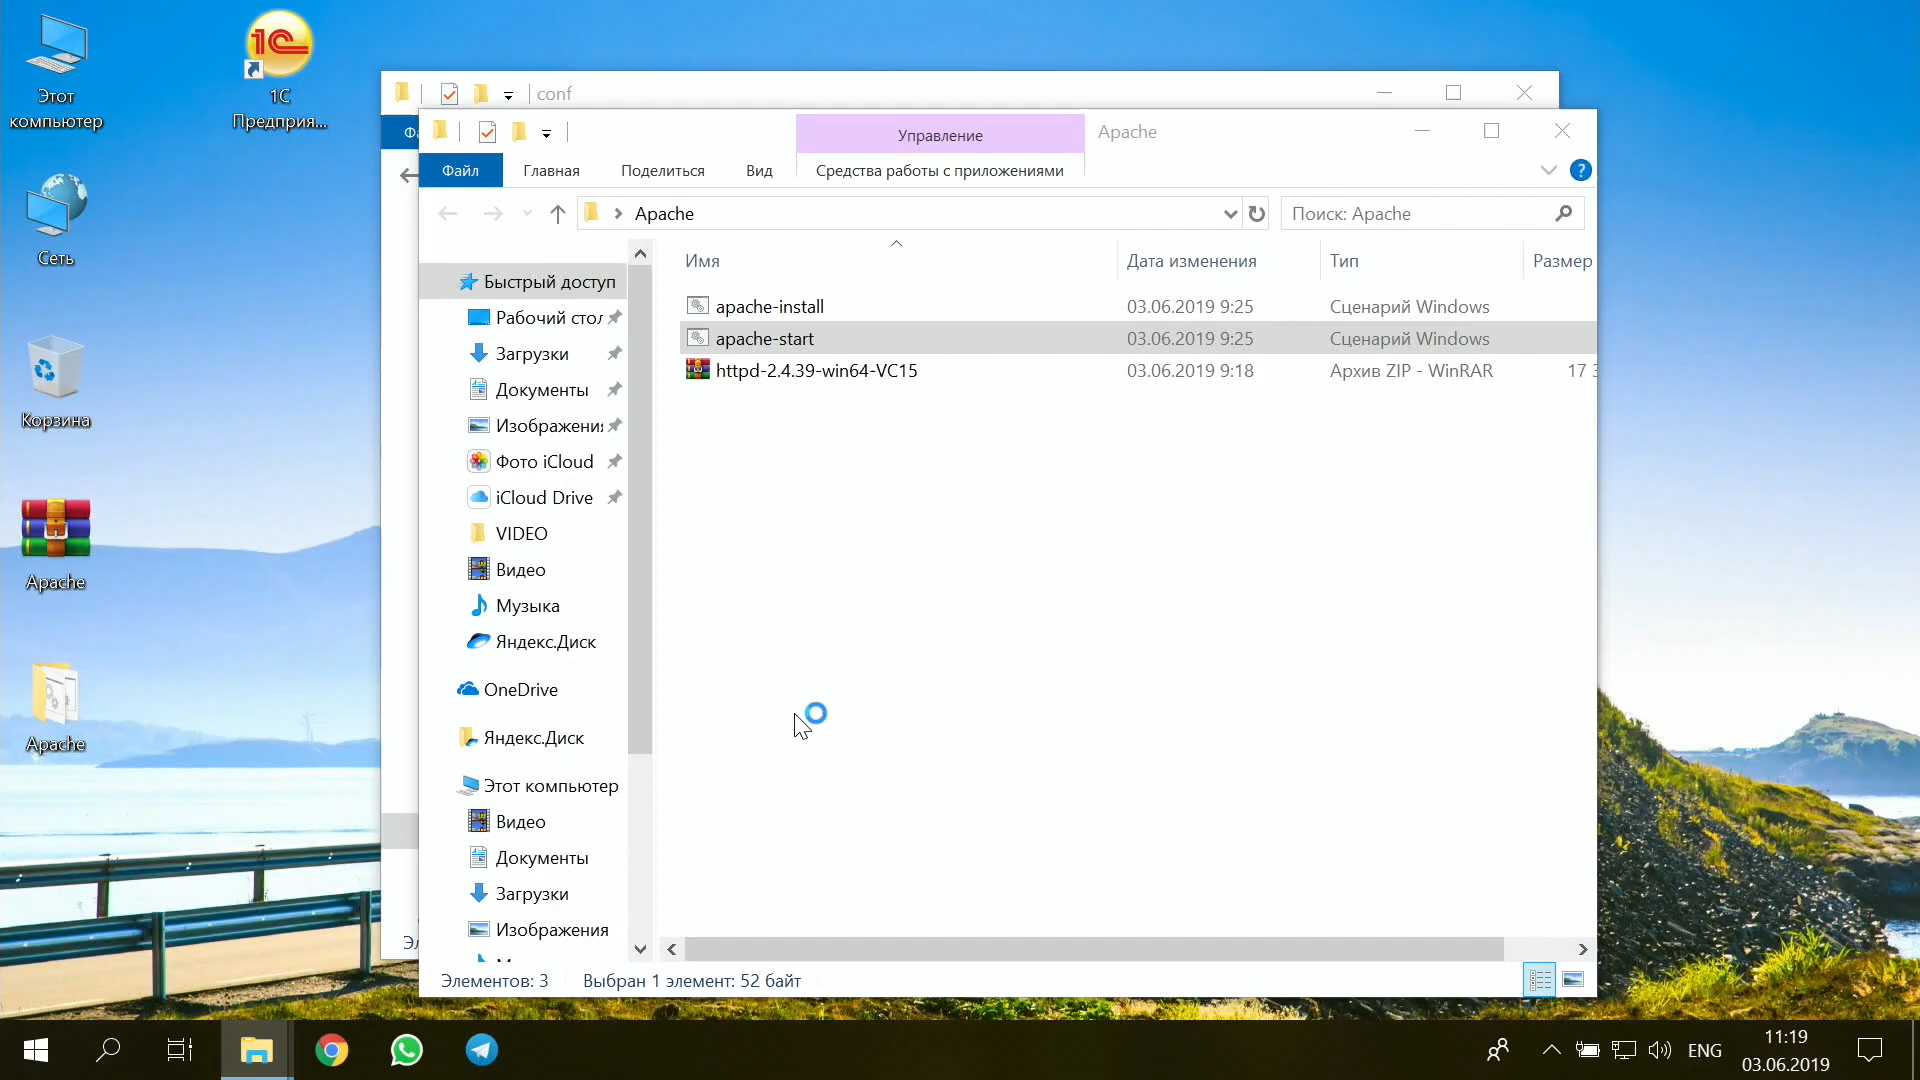 Этот
компьютер
1C
Предприя...
Сеть
Корзина
Apache
Apache
conf
Управление
Apache
Файл
Главная
Поделиться
Вид
Средства работы с приложениями
Apache
Поиск: Apache
Имя
Дата изменения
Тип
Размер
apache-install
03.06.2019 9:25
Сценарий Windows
apache-start
03.06.2019 9:25
Сценарий Windows
httpd-2.4.39-win64-VC15
03.06.2019 9:18
Архив ZIP - WinRAR
17
Быстрый доступ
Рабочий стол
Загрузки
Документы
Изображения
Фото iCloud
iCloud Drive
VIDEO
Видео
Музыка
Яндекс.Диск
OneDrive
Яндекс.Диск
Этот компьютер
Видео
Документы
Загрузки
Изображения
Элементов: 3
Выбран 1 элемент: 52 байт
ENG
11:19
03.06.2019